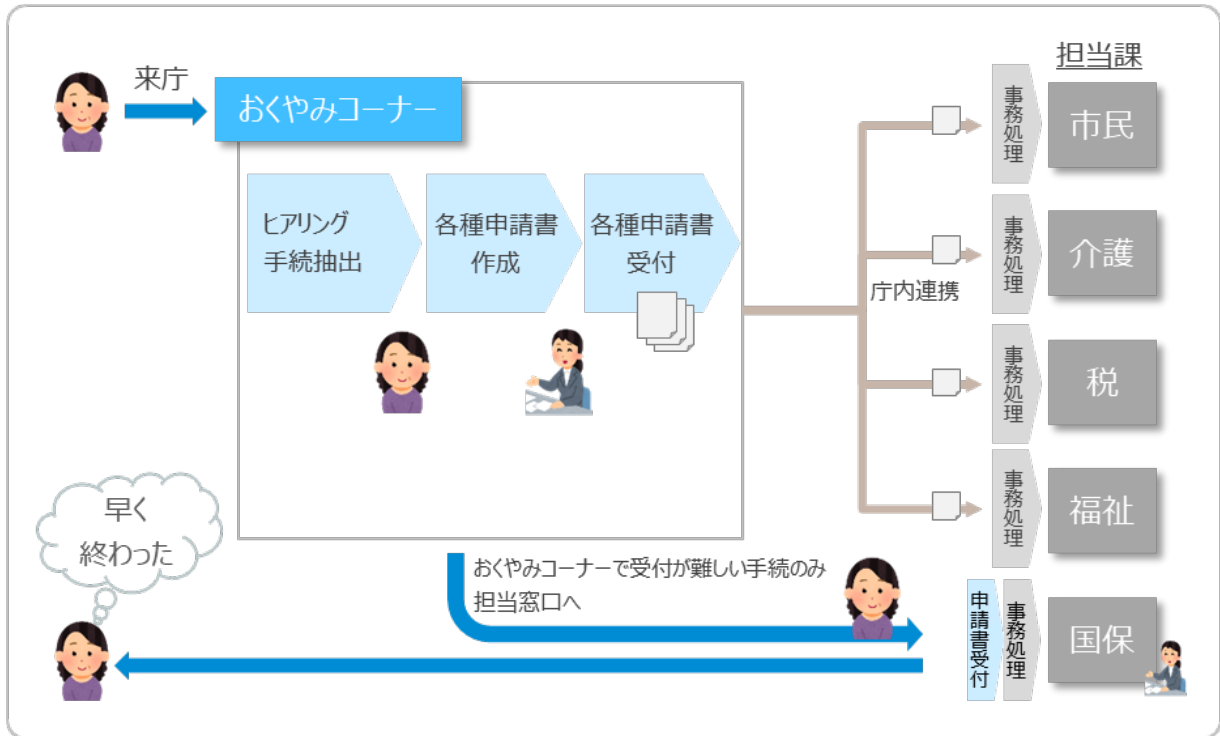 来庁
おくやみコーナー
ヒアリング
手続抽出
各種申請書
作成
各種申請書
受付
庁内連携
担当課
事務処理
市民
事務処理
介護
事務処理
税
事務処理
福祉
早く
終わった
おくやみコーナーで受付が難しい手続のみ
担当窓口へ
申請書受付
事務処理
国保